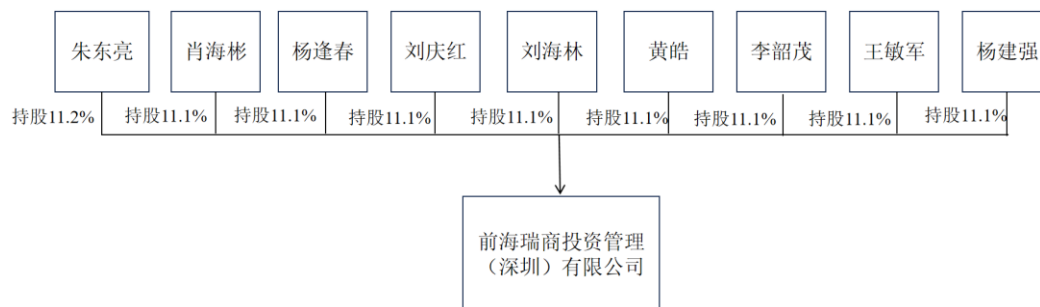 朱东亮
肖海彬
杨逢春
刘庆红
刘海林
黄皓
李韶茂
王敏军
杨建强
持股11.2%
持股11.1%
持股11.1%
持股11.1%
持股11.1%
持股11.1%
持股11.1%
持股11.1%
持股11.1%
前海瑞商投资管理
（深圳）有限公司